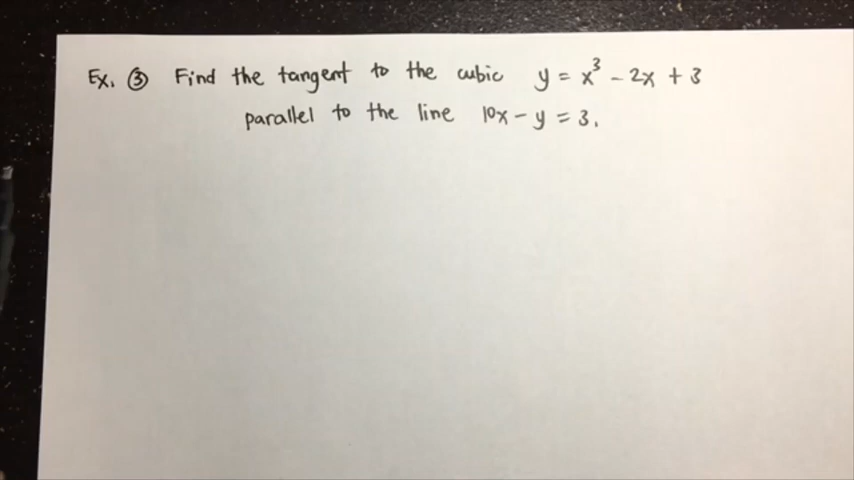 Ex. ③ Find the tangent to the cubic y = x³ - 2x + 3
parallel to the line 10x - y = 3.